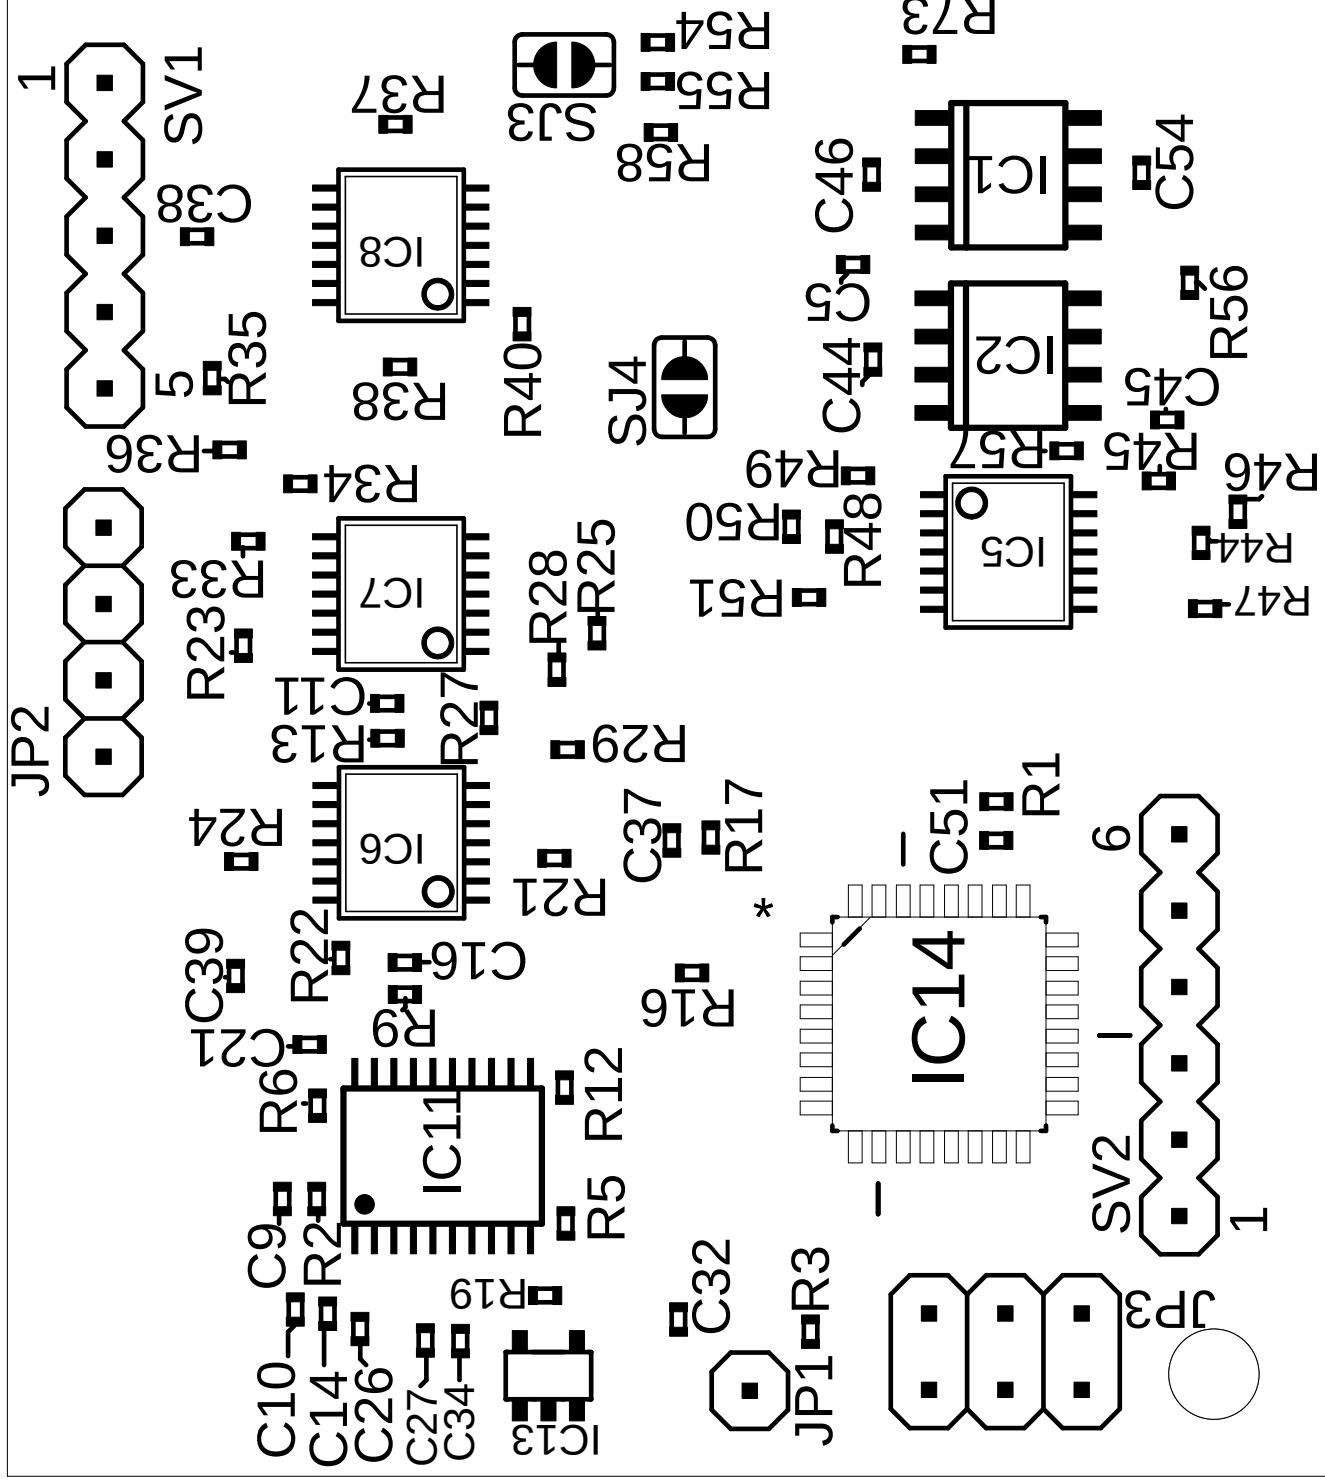 R73
R54
1
SV1
R55
R37
SJ3
R58
C46
IC1
C54
C38
IC8
C5
R56
R35
5
R38
R40
SJ4
C44
IC2
C45
R36
R34
R49
R57
R45
R46
R50
R48
IC5
R44
R33
IC7
R28
R25
R51
R47
R23
C11
R27
R13
R29
JP2
R24
IC6
R21
C37
R17
C51
R1
6
*
C39
R22
C16
R16
IC14
C21
R9
R6
IC11
R12
SV2
1
C9
R2
R5
R19
C32
R3
JP3
C10
C14
C26
C27
C34
IC13
JP1